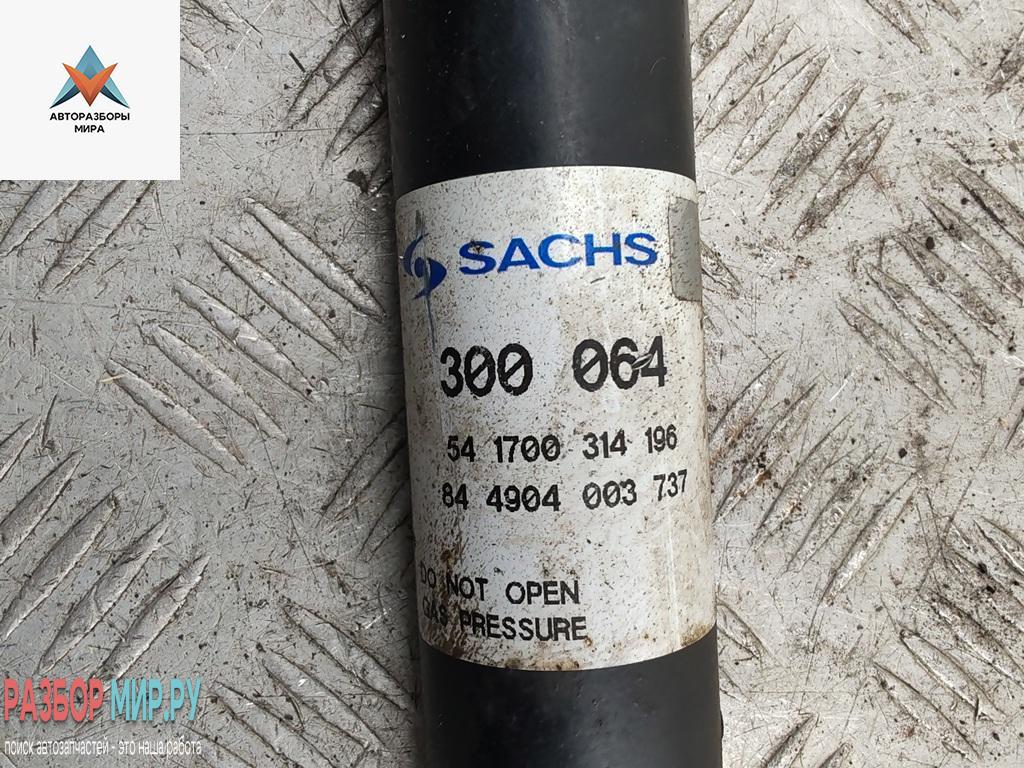 АВТОРАЗБОРЫ
МИРА
SACHS
300 064
54 1700 314 196
84 4904 003 737
DO NOT OPEN
GAS PRESSURE
РАЗБОР МИР.РУ
поиск автозапчастей - это наша работа